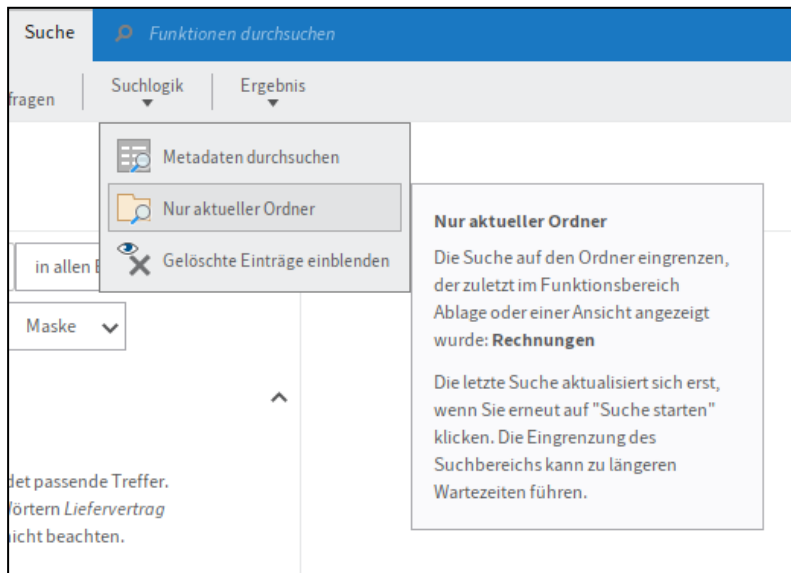 Suche
Funktionen durchsuchen
fragen
Suchlogik
Ergebnis
Metadaten durchsuchen
Nur aktueller Ordner
Gelöschte Einträge einblenden
in allen
Maske
det passende Treffer.
örtern Liefervertrag
nicht beachten.
Nur aktueller Ordner
Die Suche auf den Ordner eingrenzen,
der zuletzt im Funktionsbereich
Ablage oder einer Ansicht angezeigt
wurde: Rechnungen
Die letzte Suche aktualisiert sich erst,
wenn Sie erneut auf "Suche starten"
klicken. Die Eingrenzung des
Suchbereichs kann zu längeren
Wartezeiten führen.